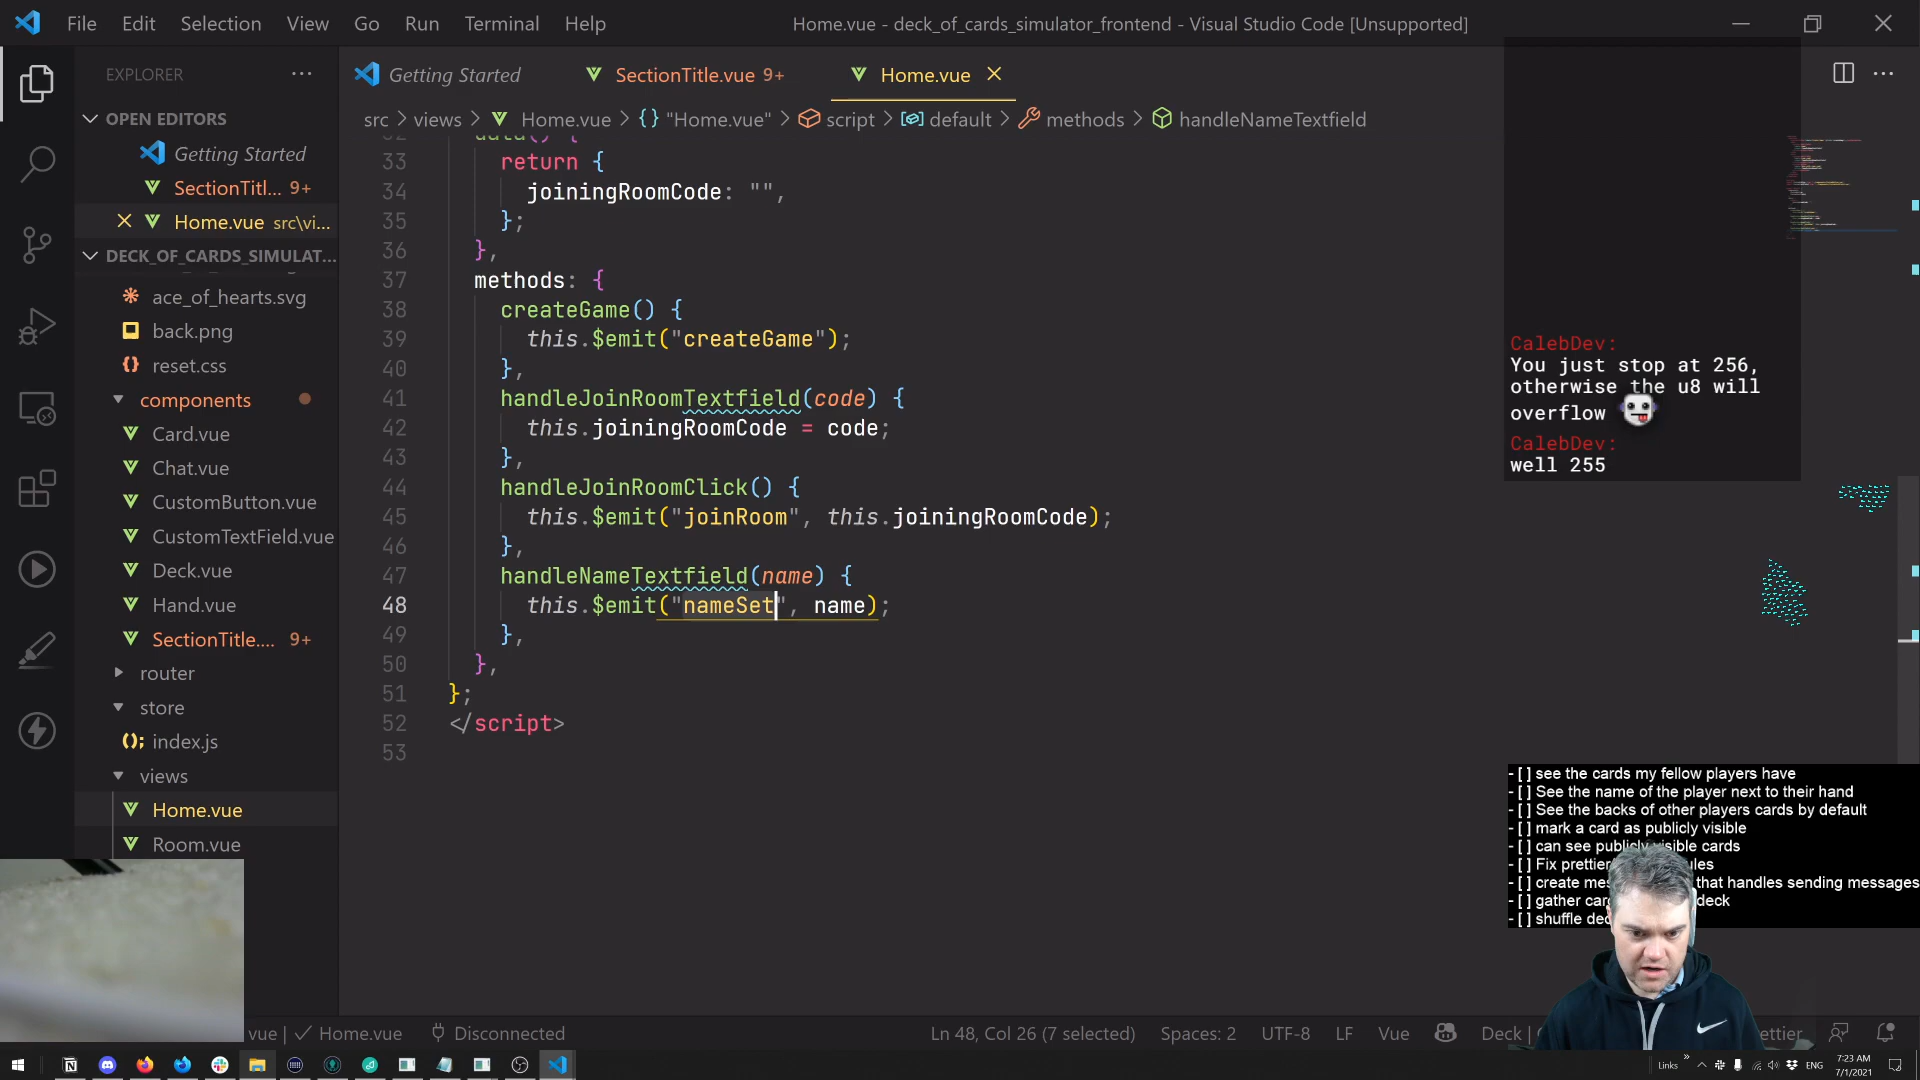 File Edit Selection View Go Run Terminal Help
Home.vue - deck_of_cards_simulator_frontend - Visual Studio Code [Unsupported]
EXPLORER
OPEN EDITORS
Getting Started
SectionTitl... 9+
Home.vue src\vi...
DECK_OF_CARDS_SIMULAT...
ace_of_hearts.svg
back.png
reset.css
components
Card.vue
Chat.vue
CustomButton.vue
CustomTextField.vue
Deck.vue
Hand.vue
SectionTitle.... 9+
router
store
index.js
views
Home.vue
Room.vue
Getting Started SectionTitle.vue 9+ Home.vue
src > views > Home.vue > {} "Home.vue" > script > default > methods > handleNameTextfield
32 data() {
33 return {
34 joiningRoomCode: "",
35 };
36 },
37 methods: {
38 createGame() {
39 this.$emit("createGame");
40 },
41 handleJoinRoomTextfield(code) {
42 this.joiningRoomCode = code;
43 },
44 handleJoinRoomClick() {
45 this.$emit("joinRoom", this.joiningRoomCode);
46 },
47 handleNameTextfield(name) {
48 this.$emit("nameSet", name);
49 },
50 },
51 };
52 </script>
53
CalebDev:
You just stop at 256,
otherwise the u8 will
overflow
CalebDev:
well 255
- [ ] see the cards my fellow players have
- [ ] See the name of the player next to their hand
- [ ] See the backs of other players cards by default
- [ ] mark a card as publicly visible
- [ ] can see publicly visible cards
- [ ] Fix prettier ules
- [ ] create mes that handles sending messages
- [ ] gather car deck
- [ ] shuffle dec
vue | Home.vue Disconnected
Ln 48, Col 26 (7 selected) Spaces: 2 UTF-8 LF Vue Deck | ettier
Links » ENG 7:23 AM
7/1/2021